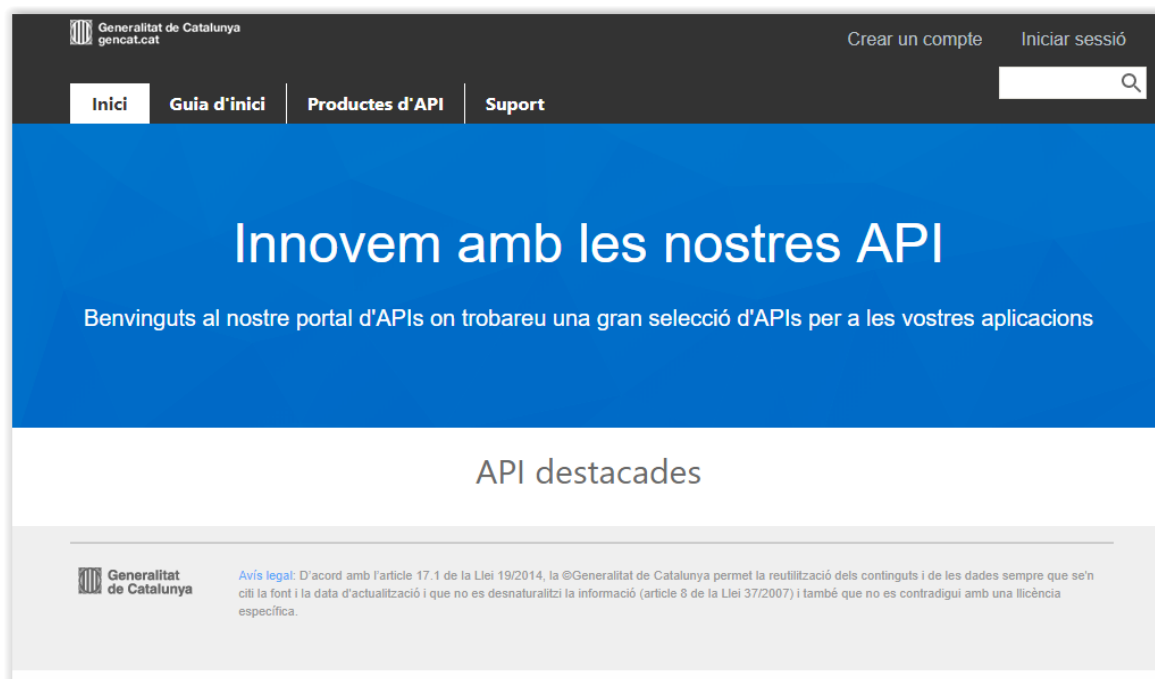 Generalitat de Catalunya
gencat.cat
Crear un compte Iniciar sessió
Inici Guia d'inici Productes d'API Suport
Innovem amb les nostres API
Benvinguts al nostre portal d'APIs on trobareu una gran selecció d'APIs per a les vostres aplicacions
API destacades
Generalitat
de Catalunya
Avís legal: D’acord amb l’article 17.1 de la Llei 19/2014, la ©Generalitat de Catalunya permet la reutilització dels continguts i de les dades sempre que se'n
citi la font i la data d'actualització i que no es desnaturalitzi la informació (article 8 de la Llei 37/2007) i també que no es contradigui amb una llicència
específica.